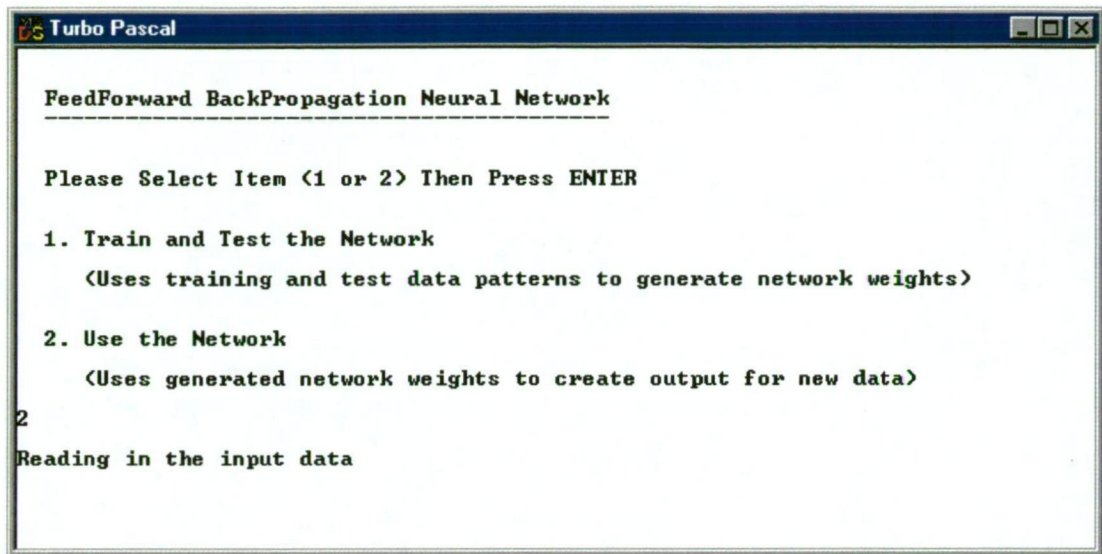 Turbo Pascal
FeedForward BackPropagation Neural Network
Please Select Item (1 or 2) Then Press ENTER
1. Train and Test the Network
(Uses training and test data patterns to generate network weights)
2. Use the Network
(Uses generated network weights to create output for new data)
2
Reading in the input data